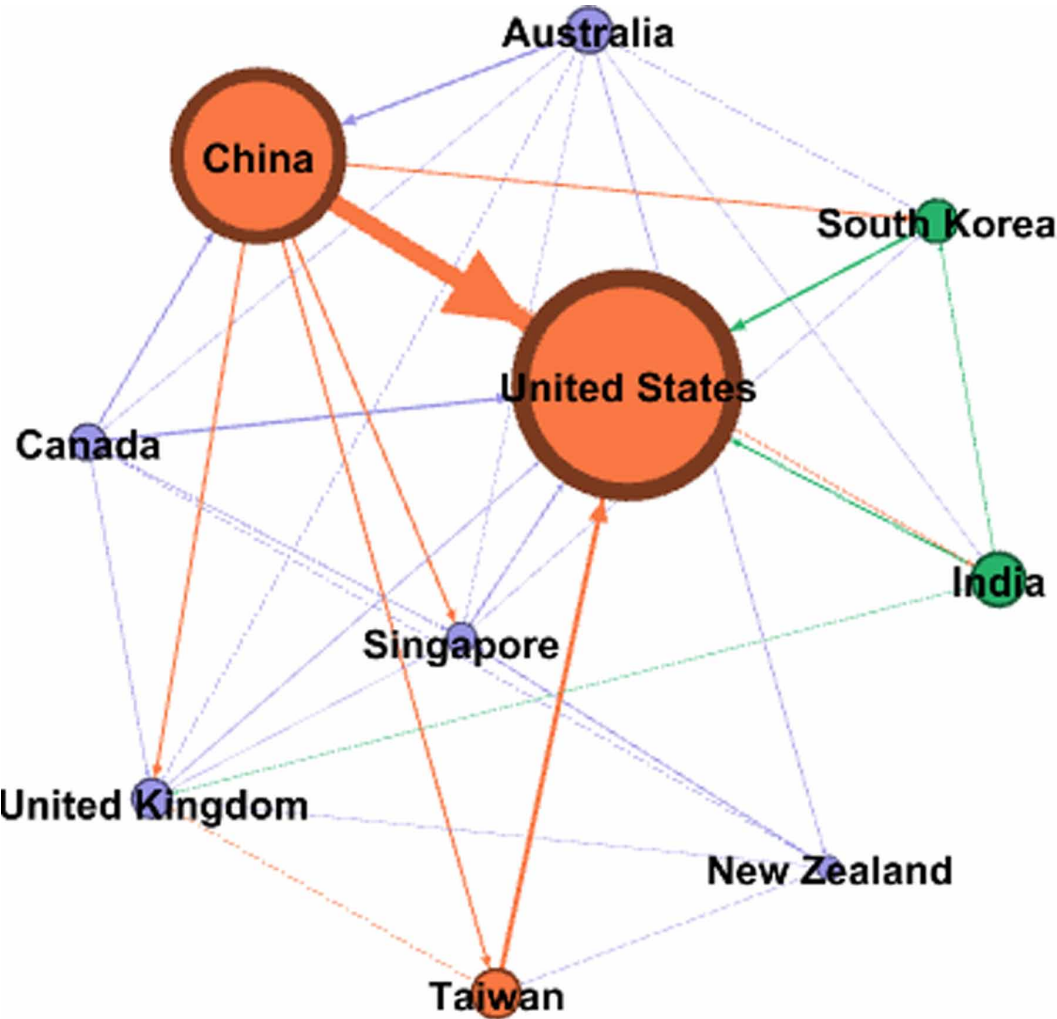 Australia
China
South Korea
United States
Canada
India
Singapore
United Kingdom
New Zealand
Taiwan